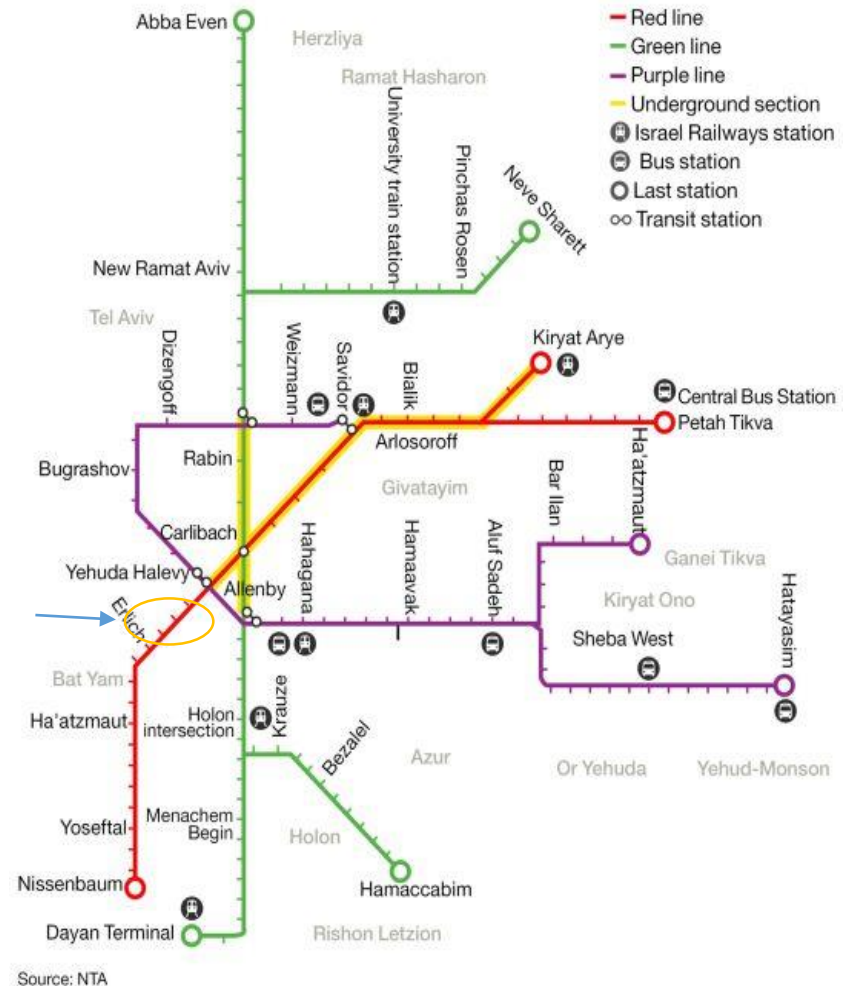 Abba Even
Herzliya
Ramat Hasharon
Red line
Green line
Purple line
Underground section
Israel Railways station
Bus station
Last station
Transit station
University train station
Pinchas Rosen
Neve Sharett
New Ramat Aviv
Tel Aviv
Dizengoff
Weizmann
Savidor
Bialik
Kiryat Arye
Central Bus Station
Petah Tikva
Arlosoroff
Rabin
Bugrashov
Givatayim
Ha'atzmaut
Bar Ilan
Carlibach
Hahagana
Hamaavak
Aluf Sadeh
Ganei Tikva
Yehuda Halevy
Allenby
Kiryat Ono
Hatayasim
Erlich
Sheba West
Bat Yam
Ha'atzmaut
Holon
intersection
Krauze
Bezalel
Azur
Or Yehuda
Yehud-Monson
Yoseftal
Menachem
Begin
Holon
Nissenbaum
Hamaccabim
Dayan Terminal
Rishon Letzion
Source: NTA